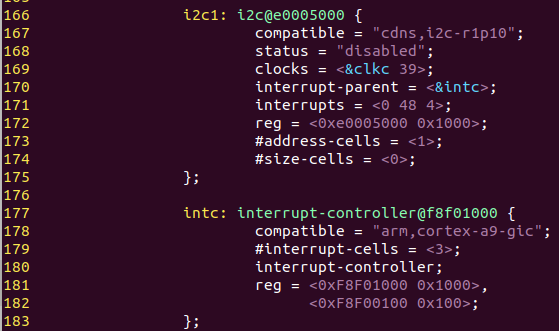 166 i2c1: i2c@e0005000 {
167 compatible = "cdns,i2c-r1p10";
168 status = "disabled";
169 clocks = <&clkc 39>;
170 interrupt-parent = <&intc>;
171 interrupts = <0 48 4>;
172 reg = <0xe0005000 0x1000>;
173 #address-cells = <1>;
174 #size-cells = <0>;
175 };
176
177 intc: interrupt-controller@f8f01000 {
178 compatible = "arm,cortex-a9-gic";
179 #interrupt-cells = <3>;
180 interrupt-controller;
181 reg = <0xF8F01000 0x1000>,
182 <0xF8F00100 0x100>;
183 };